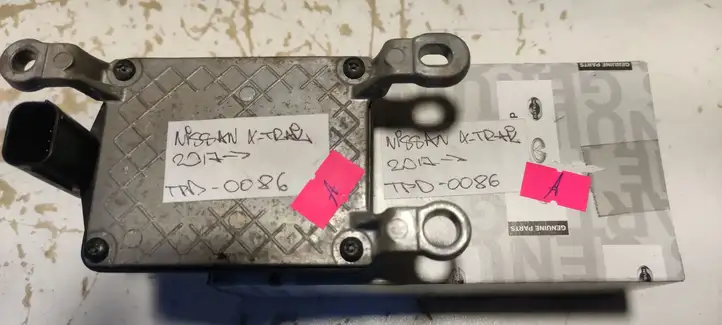 NISSAN X-TRAIL
2017→
TPD-0086
A
NISSAN X-TRAIL
2017→
TPD-0086
A
GENUINE PARTS
GENUINE PARTS